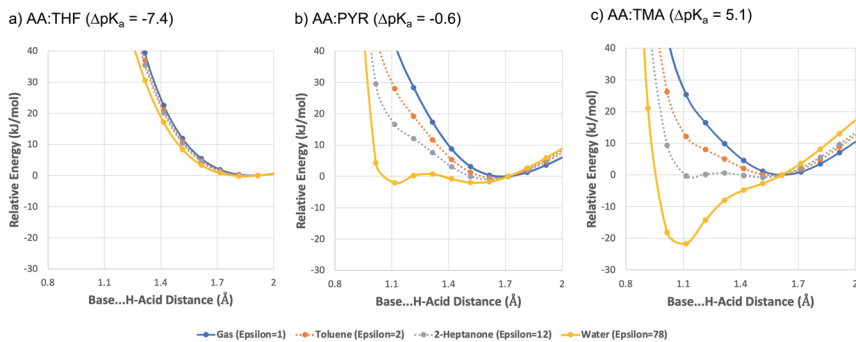 a) AA:THF (ΔpKa = -7.4)
b) AA:PYR (ΔpKa = -0.6)
c) AA:TMA (ΔpKa = 5.1)
Relative Energy (kJ/mol)
40
30
20
10
0
-10
-20
-30
0.8 1.1 1.4 1.7 2
Base...H-Acid Distance (Å)
Relative Energy (kJ/mol)
40
30
20
10
0
-10
-20
-30
0.8 1.1 1.4 1.7 2
Base...H-Acid Distance (Å)
Relative Energy (kJ/mol)
40
30
20
10
0
-10
-20
-30
0.8 1.1 1.4 1.7 2
Base...H-Acid Distance (Å)
Gas (Epsilon=1) Toluene (Epsilon=2) 2-Heptanone (Epsilon=12) Water (Epsilon=78)